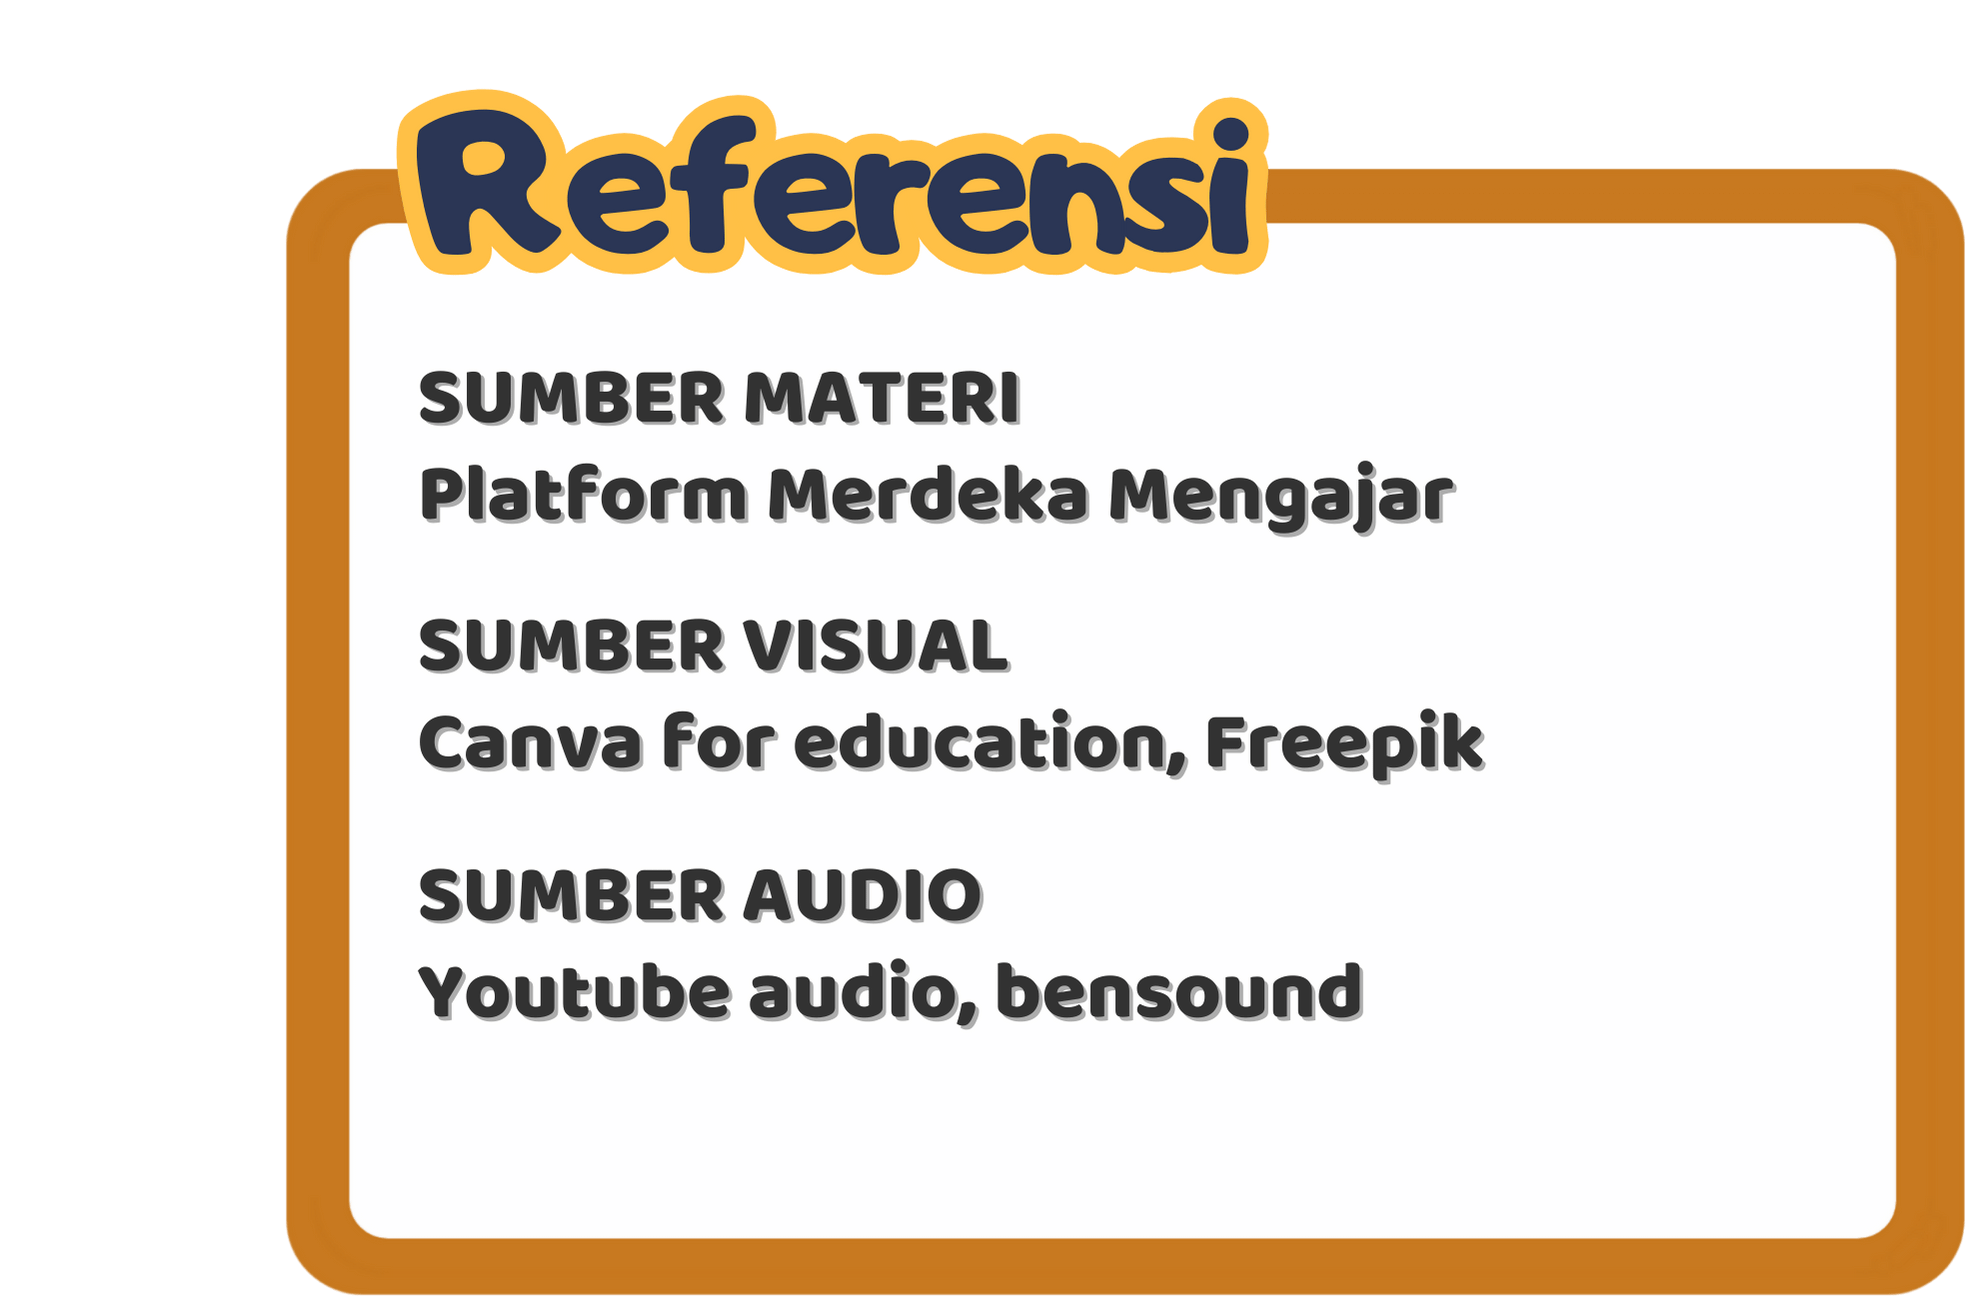 Referensi
SUMBER MATERI
Platform Merdeka Mengajar
SUMBER VISUAL
Canva for education, Freepik
SUMBER AUDIO
Youtube audio, bensound